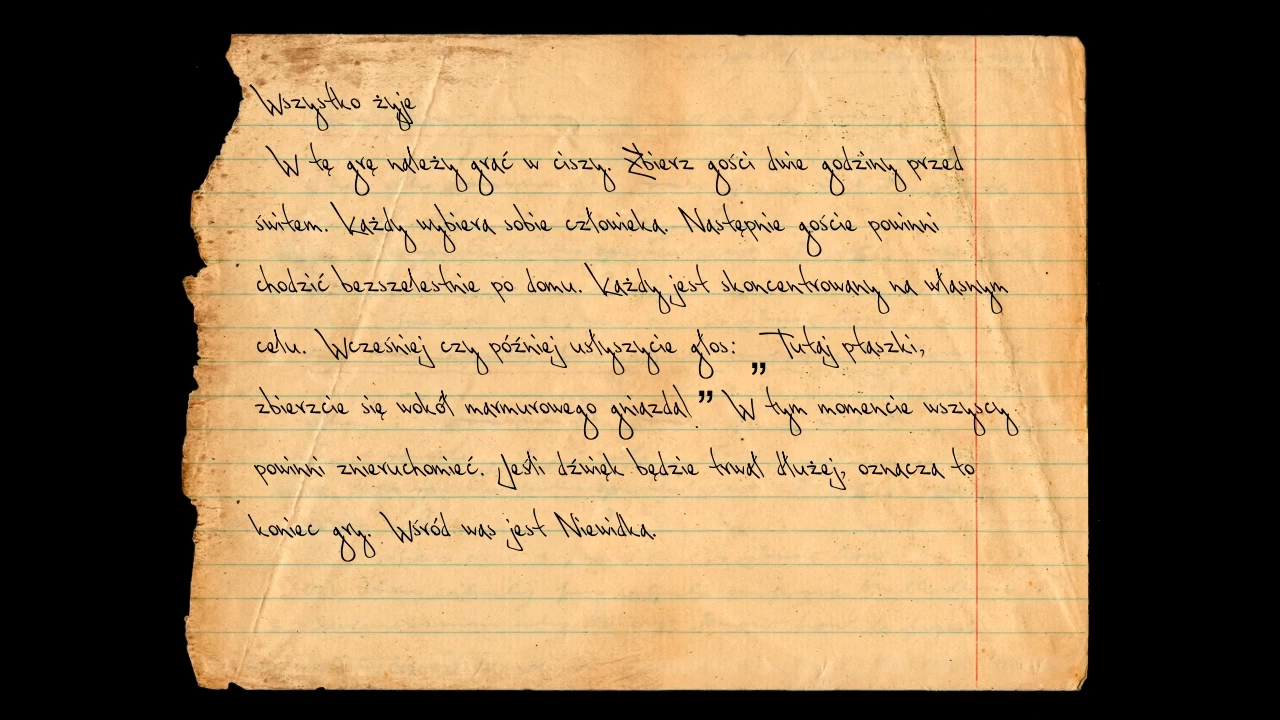 Wszystko żyje
W tę grę należy grać w ciszy. Zbierz gości dwie godziny przed
świtem. Każdy wybiera sobie człowieka. Następnie goście powinni
chodzić bezszelestnie po domu. Każdy jest skoncentrowany na własnym
celu. Wcześniej czy później usłyszycie głos: „Tutaj ptaszki,
zbierzcie się wokół marmurowego gniazda!” W tym momencie wszyscy
powinni znieruchomieć. Jeśli dźwięk będzie trwał dłużej, oznacza to
koniec gry. Wśród was jest Niewidka.